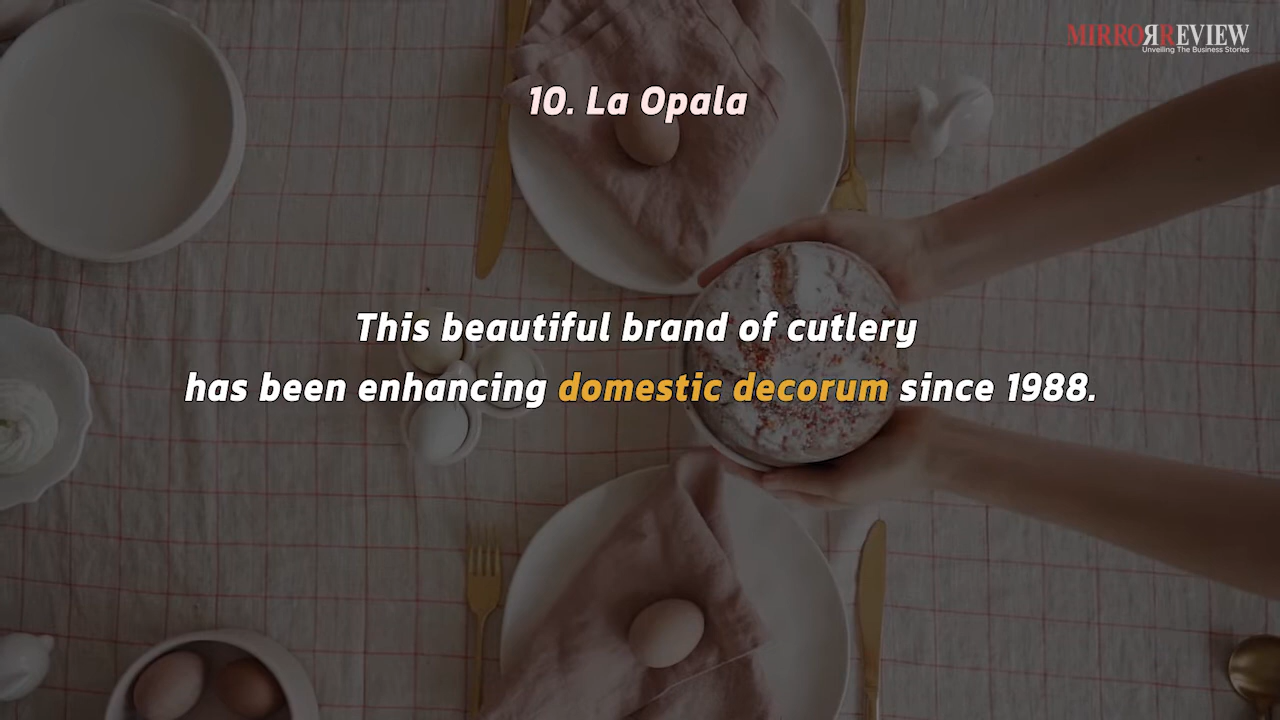 MIRRORREVIEW
Unveiling The Business Stories
10. La Opala
This beautiful brand of cutlery
has been enhancing domestic decorum since 1988.